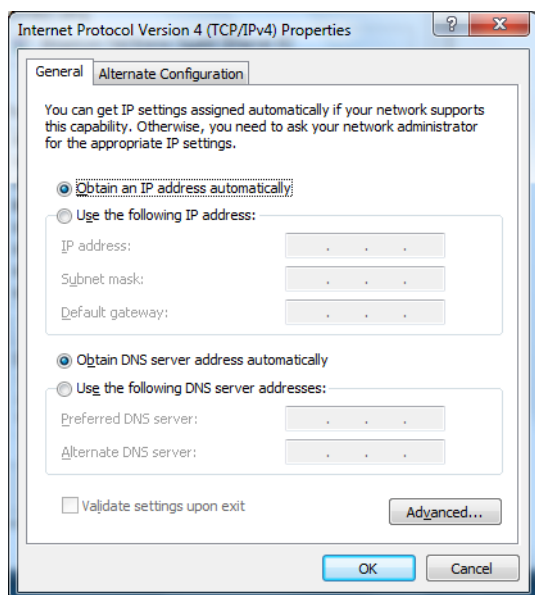 Internet Protocol Version 4 (TCP/IPv4) Properties
?
General
Alternate Configuration
You can get IP settings assigned automatically if your network supports
this capability. Otherwise, you need to ask your network administrator
for the appropriate IP settings.
Obtain an IP address automatically
Use the following IP address:
IP address:
Subnet mask:
Default gateway:
Obtain DNS server address automatically
Use the following DNS server addresses:
Preferred DNS server:
Alternate DNS server:
Validate settings upon exit
Advanced...
OK
Cancel